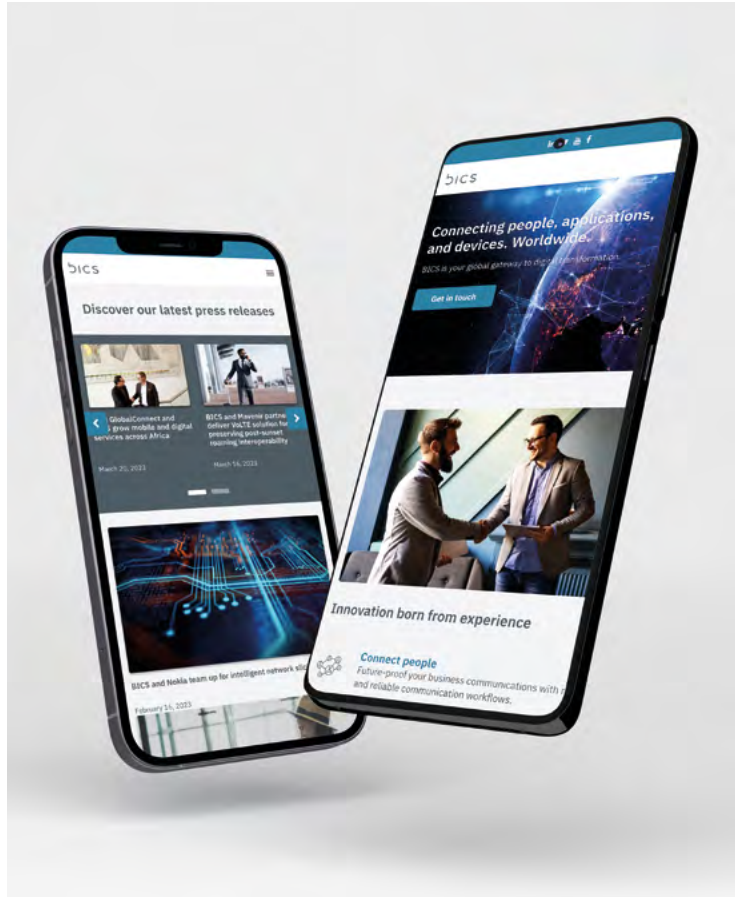 bics
Discover our latest press releases
GlobalConnect and
grow mobile and digital
services across Africa
March 21, 2023
BICS and Mavenir partner
deliver VoLTE solution for
preserving post-sunset
roaming interoperability
March 16, 2023
BICS and Nokia team up for intelligent network
February 16, 2023
bics
Connecting people, applications,
and devices. Worldwide.
BICS is your global gateway to digital transformation.
Get in touch
Innovation born from experience
Connect people
Future-proof your business communications with
and reliable communication workflows.